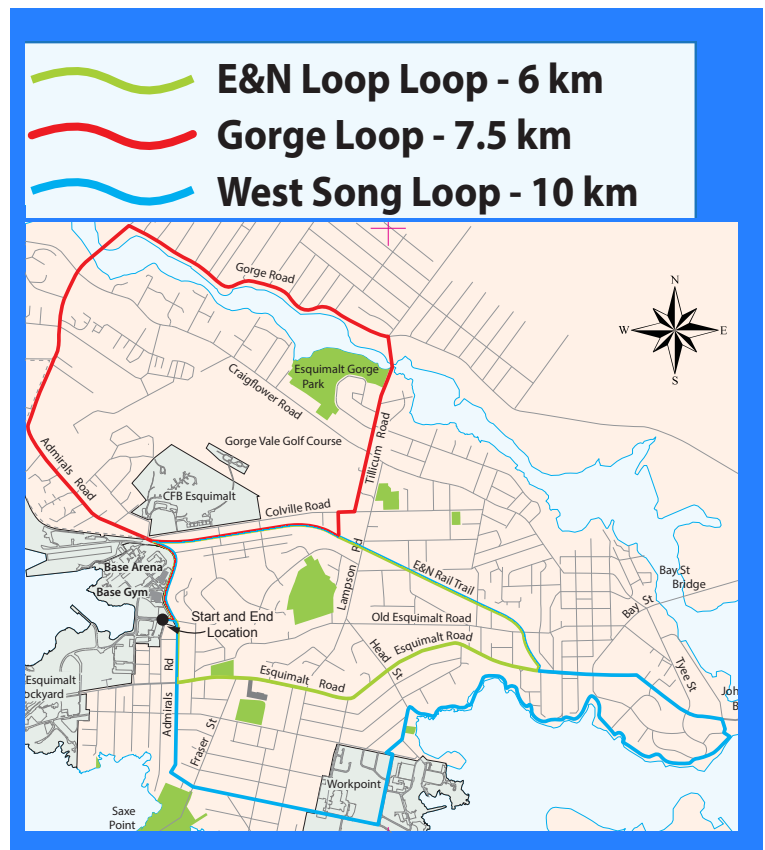 E&N Loop Loop - 6 km
Gorge Loop - 7.5 km
West Song Loop - 10 km
Gorge Road
N
W
E
S
Esquimalt Gorge
Park
Craigflower Road
Gorge Vale Golf Course
Tillicum Road
Admirals Road
CFB Esquimalt
Colville Road
Base Arena
Base Gym
Lampson Rd
E&N Rail Trail
Bay St
Bridge
Bay St
Start and End
Location
Old Esquimalt Road
Esquimalt Road
Head St
Tyee St
Esquimalt Road
Admirals Rd
Esquimalt
ockyard
Joh
B
Fraser St
Workpoint
Saxe
Point